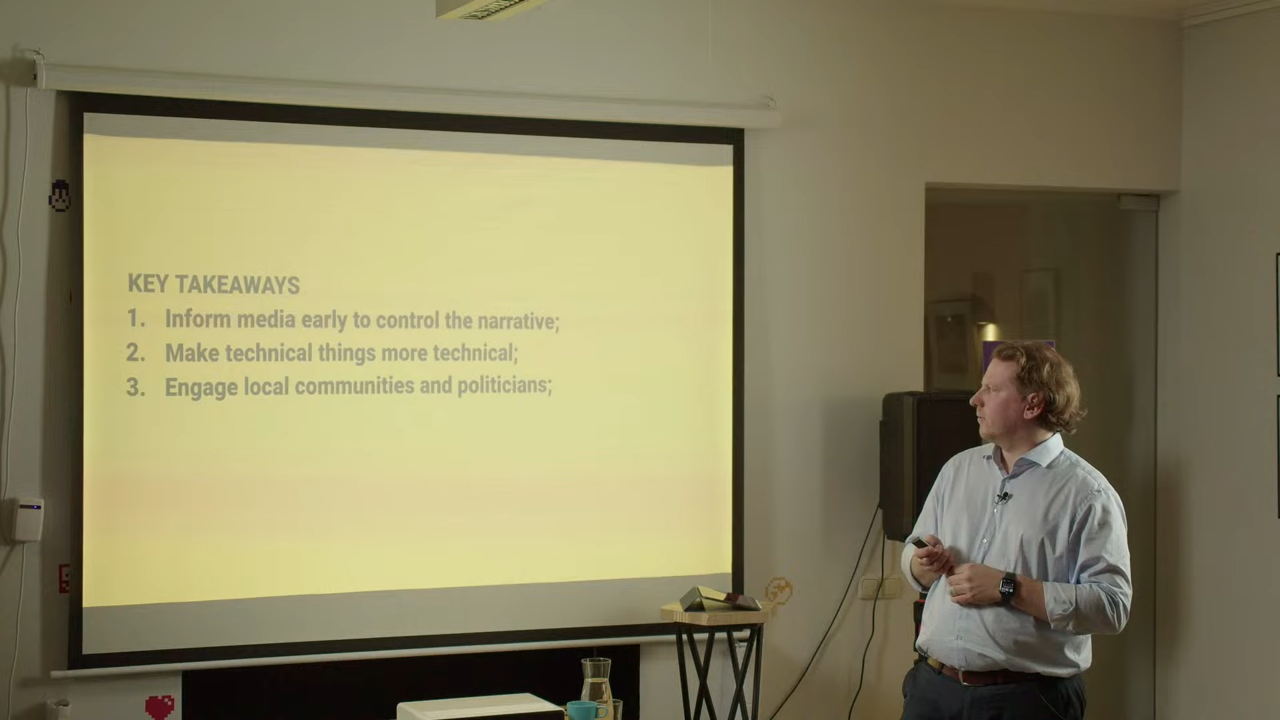 KEY TAKEAWAYS
1. Inform media early to control the narrative;
2. Make technical things more technical;
3. Engage local communities and politicians;